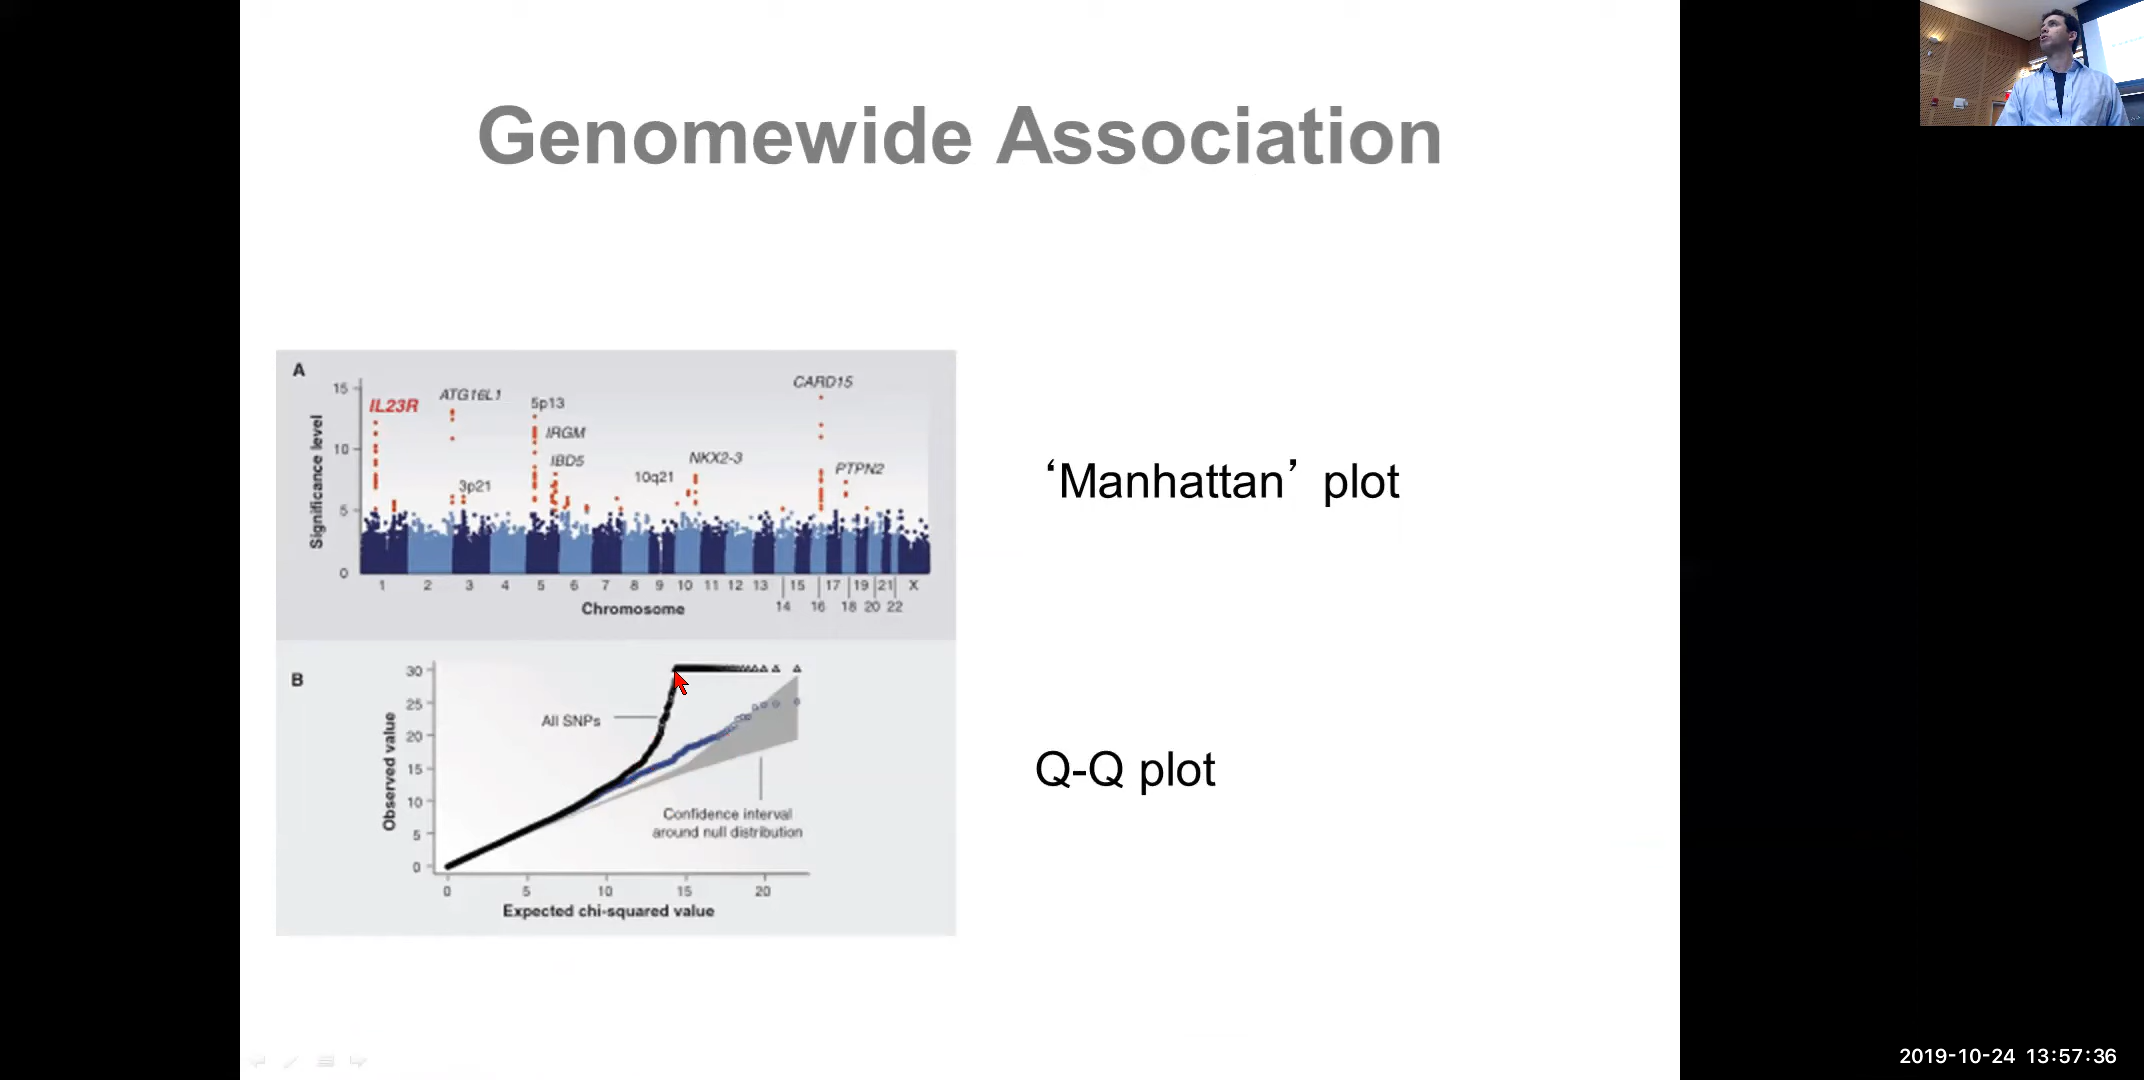 Genomewide Association
A
Significance level
15
10
5
0
IL23R
ATG16L1
5p13
IRGM
IBD5
3p21
10q21
NKX2-3
CARD15
PTPN2
1 2 3 4 5 6 7 8 9 10 11 12 13 15 17 19 21 X
14 16 18 20 22
Chromosome
‘Manhattan’ plot
B
Observed value
30
25
20
15
10
5
0
All SNPs
Confidence interval
around null distribution
0 5 10 15 20
Expected chi-squared value
Q-Q plot
2019-10-24 13:57:36